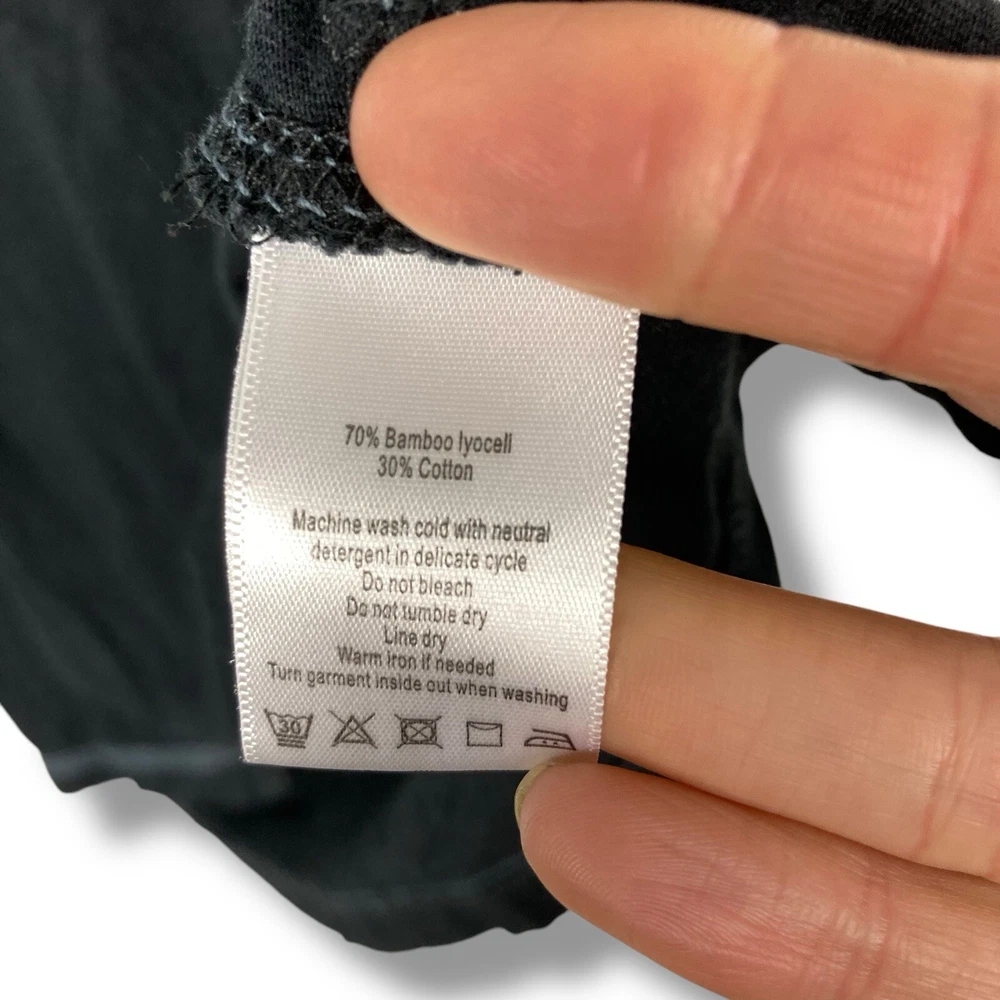 70% Bamboo lyocell
30% Cotton
Machine wash cold with neutral
detergent in delicate cycle
Do not bleach
Do not tumble dry
Line dry
Warm iron if needed
Turn garment inside out when washing
30